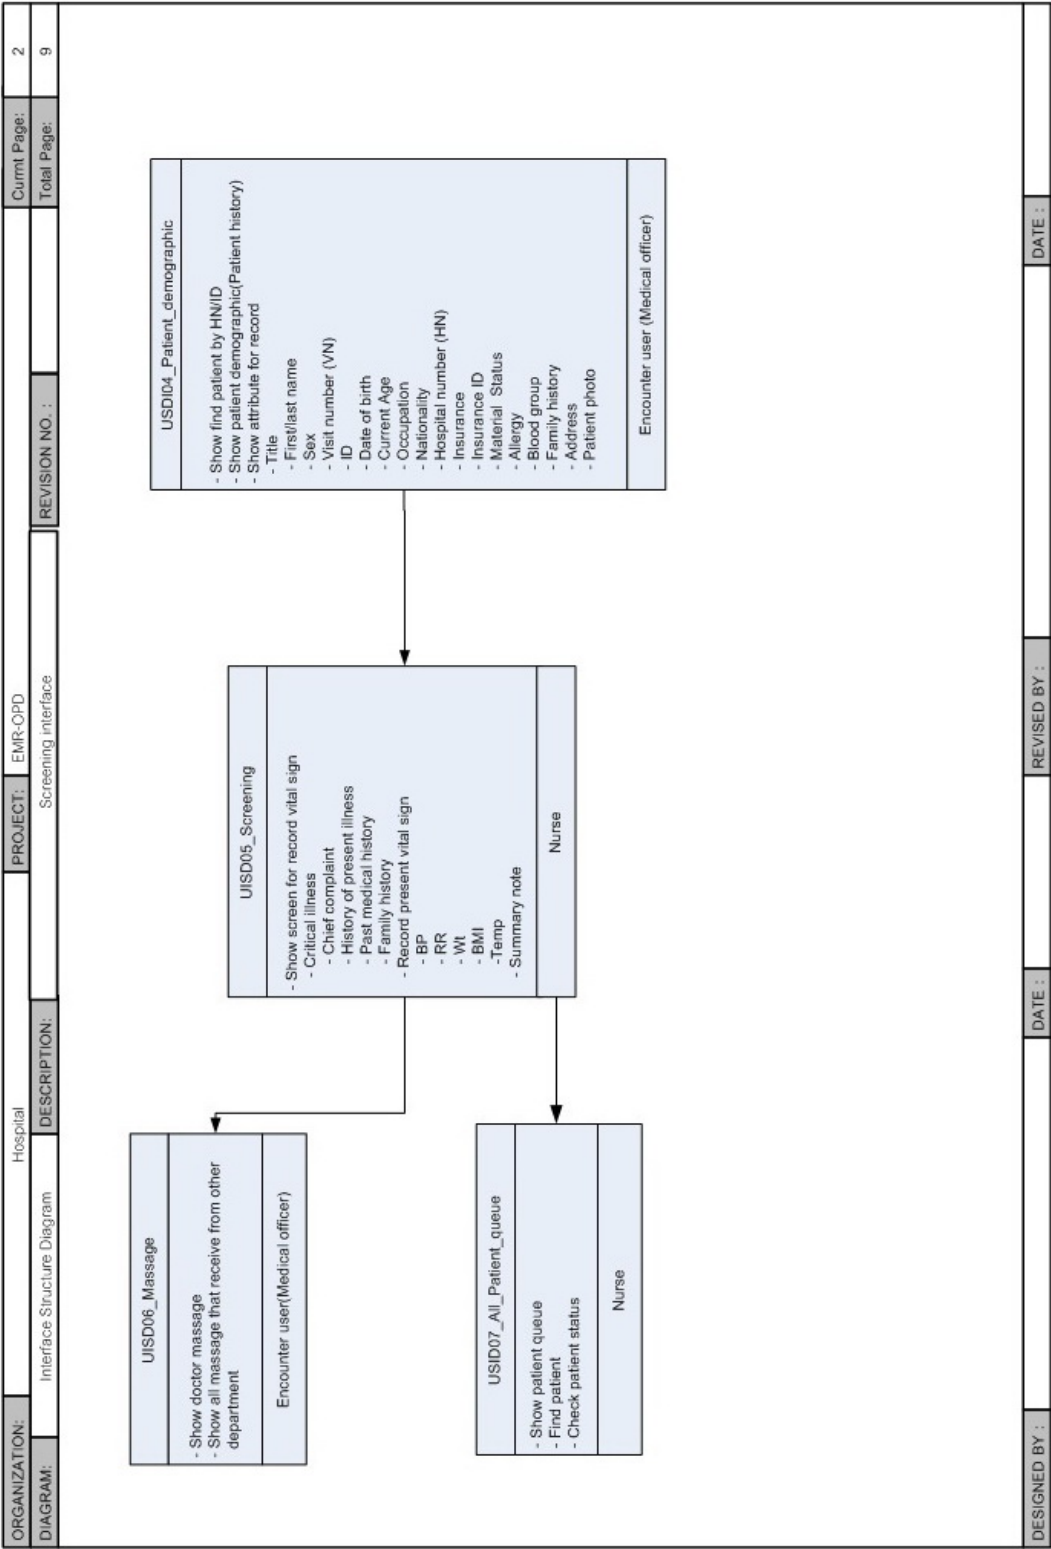 ORGANIZATION: Hospital PROJECT: EMR-OPD Currnt Page: 2
DIAGRAM: Interface Structure Diagram DESCRIPTION: Screening interface REVISION NO. : Total Page: 9
UISD06_Massage
- Show doctor massage
- Show all massage that receive from other
department
Encounter user(Medical officer)
USID07_All_Patient_queue
- Show patient queue
- Find patient
- Check patient status
Nurse
UISD05_Screening
- Show screen for record vital sign
- Critical illness
- Chief complaint
- History of present illness
- Past medical history
- Family history
- Record present vital sign
- BP
- RR
- Wt
- BMI
-Temp
- Summary note
Nurse
USDI04_Patient_demographic
- Show find patient by HN/ID
- Show patient demographic(Patient history)
- Show attribute for record
- Title
- First/last name
- Sex
- Visit number (VN)
- ID
- Date of birth
- Current Age
- Occupation
- Nationality
- Hospital number (HN)
- Insurance
- Insurance ID
- Material Status
- Allergy
- Blood group
- Family history
- Address
- Patient photo
Encounter user (Medical officer)
DESIGNED BY : DATE : REVISED BY : DATE :